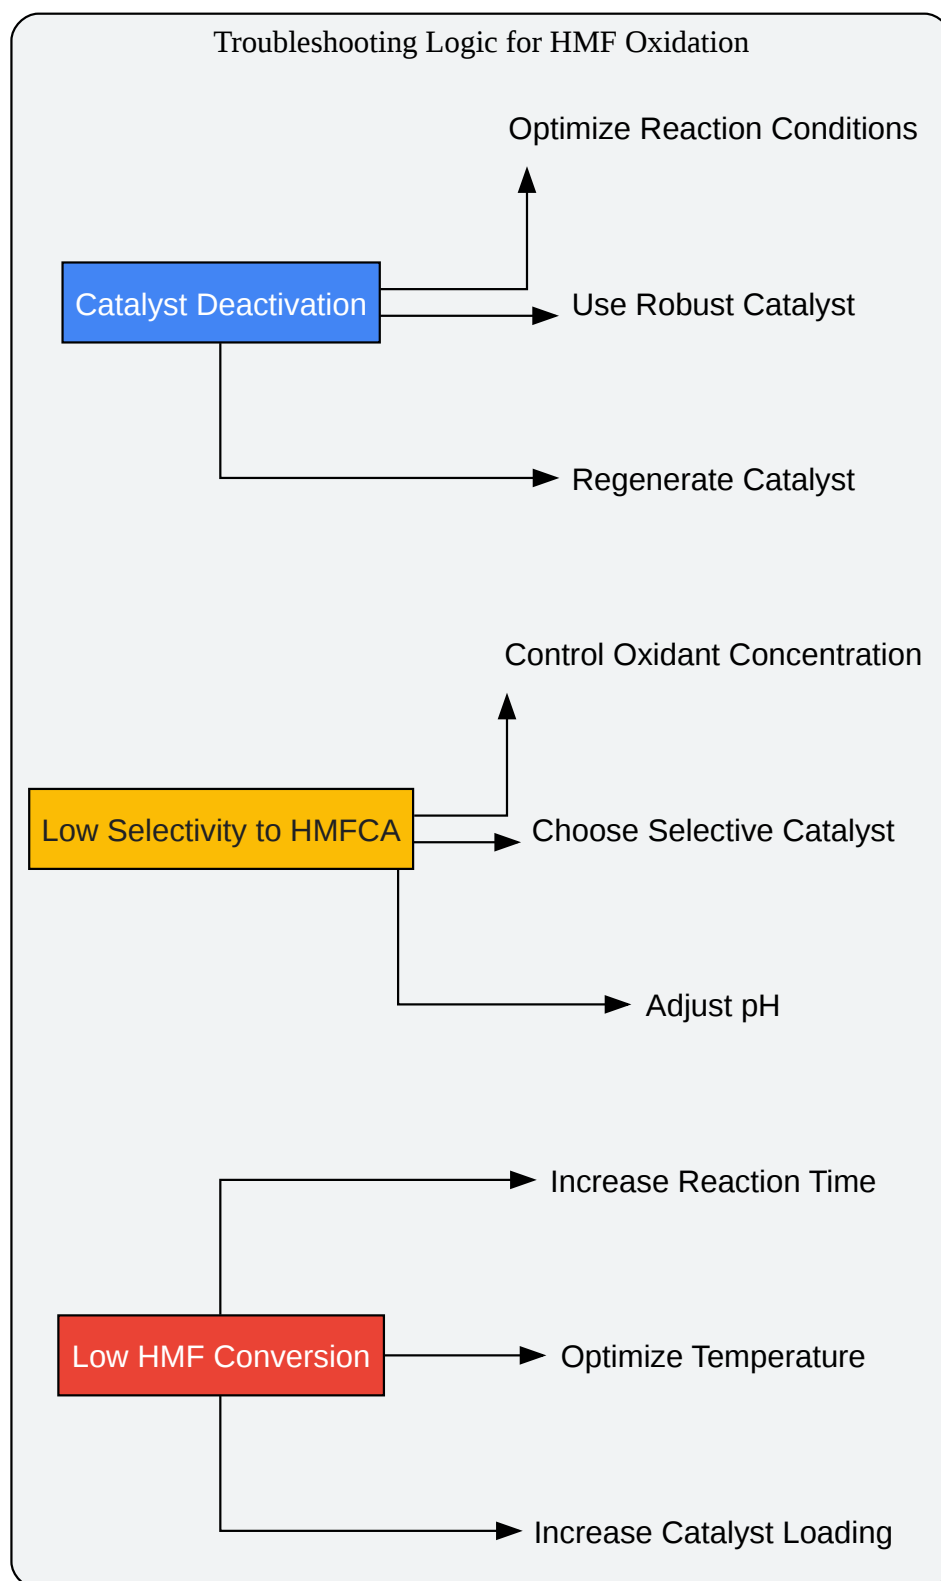 Troubleshooting Logic for HMF Oxidation
Optimize Reaction Conditions
Catalyst Deactivation
Use Robust Catalyst
Regenerate Catalyst
Control Oxidant Concentration
Low Selectivity to HMFCA
Choose Selective Catalyst
Adjust pH
Increase Reaction Time
Low HMF Conversion
Optimize Temperature
Increase Catalyst Loading